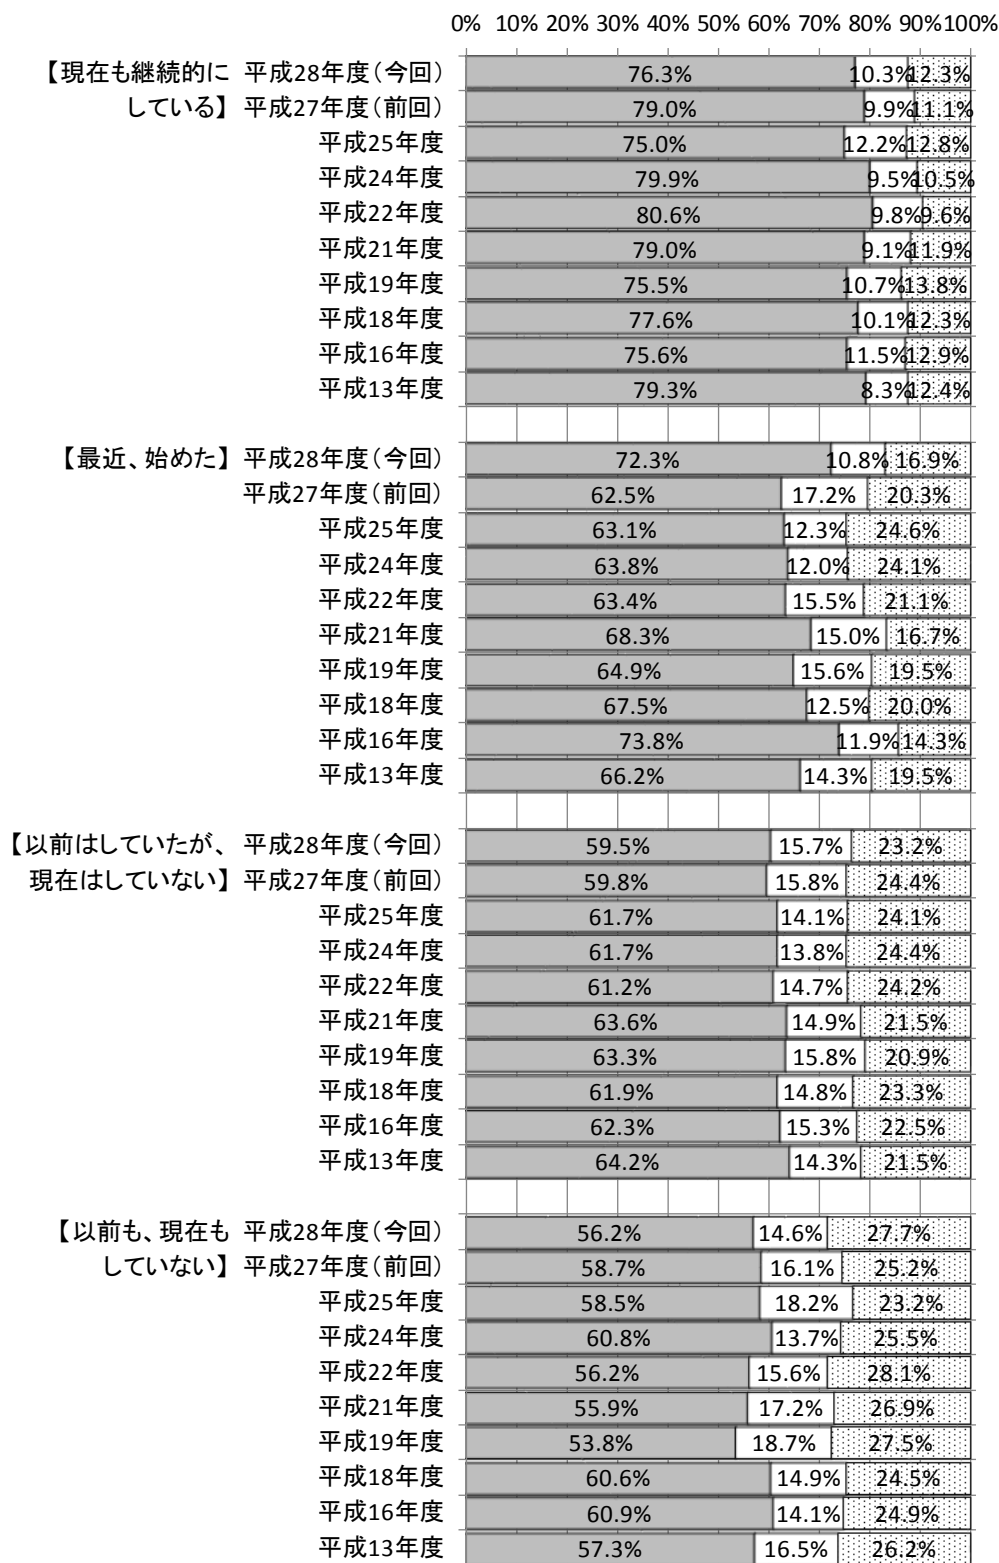 0% 10% 20% 30% 40% 50% 60% 70% 80% 90% 100%
【現在も継続的に 平成28年度(今回) 76.3% 10.3% 12.3%
している】 平成27年度(前回) 79.0% 9.9% 11.1%
平成25年度 75.0% 12.2% 12.8%
平成24年度 79.9% 9.5% 10.5%
平成22年度 80.6% 9.8% 9.6%
平成21年度 79.0% 9.1% 11.9%
平成19年度 75.5% 10.7% 13.8%
平成18年度 77.6% 10.1% 12.3%
平成16年度 75.6% 11.5% 12.9%
平成13年度 79.3% 8.3% 12.4%
【最近、始めた】 平成28年度(今回) 72.3% 10.8% 16.9%
平成27年度(前回) 62.5% 17.2% 20.3%
平成25年度 63.1% 12.3% 24.6%
平成24年度 63.8% 12.0% 24.1%
平成22年度 63.4% 15.5% 21.1%
平成21年度 68.3% 15.0% 16.7%
平成19年度 64.9% 15.6% 19.5%
平成18年度 67.5% 12.5% 20.0%
平成16年度 73.8% 11.9% 14.3%
平成13年度 66.2% 14.3% 19.5%
【以前はしていたが、 平成28年度(今回) 59.5% 15.7% 23.2%
現在はしていない】 平成27年度(前回) 59.8% 15.8% 24.4%
平成25年度 61.7% 14.1% 24.1%
平成24年度 61.7% 13.8% 24.4%
平成22年度 61.2% 14.7% 24.2%
平成21年度 63.6% 14.9% 21.5%
平成19年度 63.3% 15.8% 20.9%
平成18年度 61.9% 14.8% 23.3%
平成16年度 62.3% 15.3% 22.5%
平成13年度 64.2% 14.3% 21.5%
【以前も、現在も 平成28年度(今回) 56.2% 14.6% 27.7%
していない】 平成27年度(前回) 58.7% 16.1% 25.2%
平成25年度 58.5% 18.2% 23.2%
平成24年度 60.8% 13.7% 25.5%
平成22年度 56.2% 15.6% 28.1%
平成21年度 55.9% 17.2% 26.9%
平成19年度 53.8% 18.7% 27.5%
平成18年度 60.6% 14.9% 24.5%
平成16年度 60.9% 14.1% 24.9%
平成13年度 57.3% 16.5% 26.2%